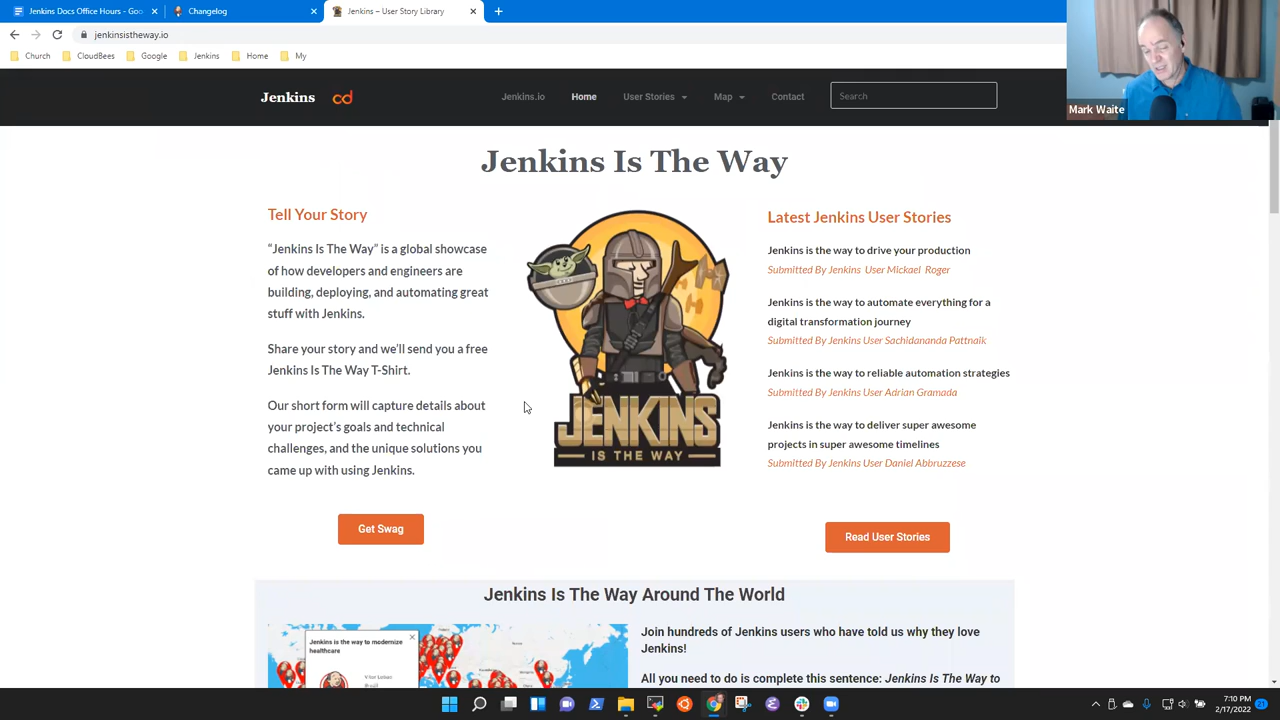 Jenkins Docs Office Hours - Goo
Changelog
Jenkins – User Story Library
jenkinsistheway.io
Church
CloudBees
Google
Jenkins
Home
My
Mark Waite
Jenkins
cd
Jenkins.io
Home
User Stories
Map
Contact
Search
Jenkins Is The Way
Tell Your Story
“Jenkins Is The Way” is a global showcase
of how developers and engineers are
building, deploying, and automating great
stuff with Jenkins.
Share your story and we’ll send you a free
Jenkins Is The Way T-Shirt.
Our short form will capture details about
your project’s goals and technical
challenges, and the unique solutions you
came up with using Jenkins.
Get Swag
JENKINS
IS THE WAY
Latest Jenkins User Stories
Jenkins is the way to drive your production
Submitted By Jenkins User Mickael Roger
Jenkins is the way to automate everything for a
digital transformation journey
Submitted By Jenkins User Sachidananda Pattnaik
Jenkins is the way to reliable automation strategies
Submitted By Jenkins User Adrian Gramada
Jenkins is the way to deliver super awesome
projects in super awesome timelines
Submitted By Jenkins User Daniel Abbruzzese
Read User Stories
Jenkins Is The Way Around The World
Jenkins is the way to modernize
healthcare
Join hundreds of Jenkins users who have told us why they love
Jenkins!
All you need to do is complete this sentence: Jenkins Is The Way to
7:10 PM
2/17/2022